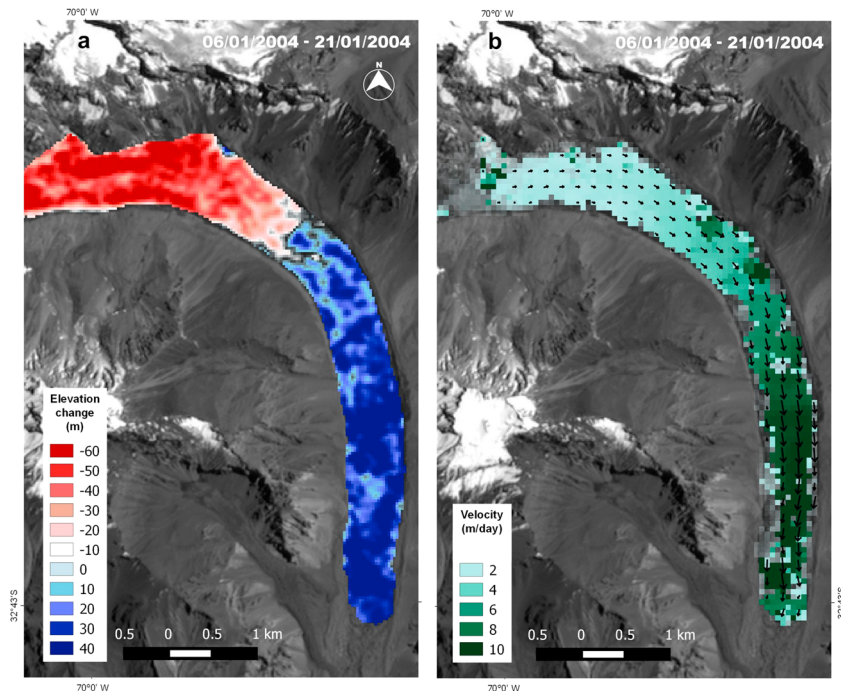 70°0' W
70°0' W
a
06/01/2004 - 21/01/2004
N
b
06/01/2004 - 21/01/2004
Elevation
change
(m)
-60
-50
-40
-30
-20
-10
0
10
20
30
40
0.5 0 0.5 1 km
Velocity
(m/day)
2
4
6
8
10
0.5 0 0.5 1 km
32°43'S
32°43'S
70°0' W
70°0' W